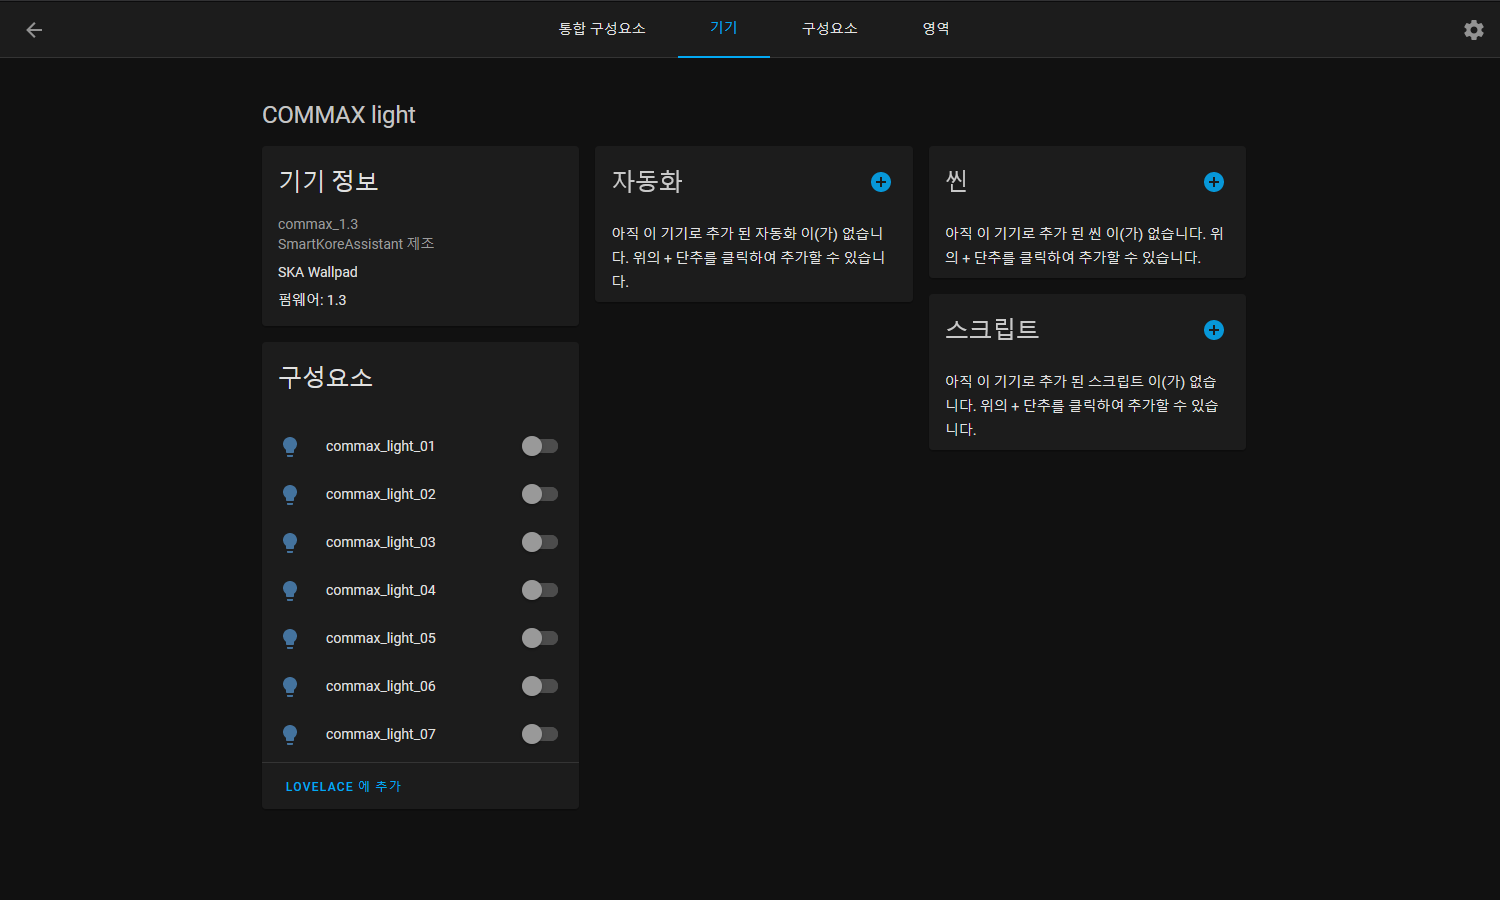 통합 구성요소
기기
구성요소
영역
COMMAX light
기기 정보
commax_1.3
SmartKoreAssistant 제조
SKA Wallpad
펌웨어: 1.3
구성요소
commax_light_01
commax_light_02
commax_light_03
commax_light_04
commax_light_05
commax_light_06
commax_light_07
LOVELACE 에 추가
자동화
아직 이 기기로 추가 된 자동화 이(가) 없습니
다. 위의 + 단추를 클릭하여 추가할 수 있습니
다.
씬
아직 이 기기로 추가 된 씬 이(가) 없습니다. 위
의 + 단추를 클릭하여 추가할 수 있습니다.
스크립트
아직 이 기기로 추가 된 스크립트 이(가) 없습
니다. 위의 + 단추를 클릭하여 추가할 수 있습
니다.